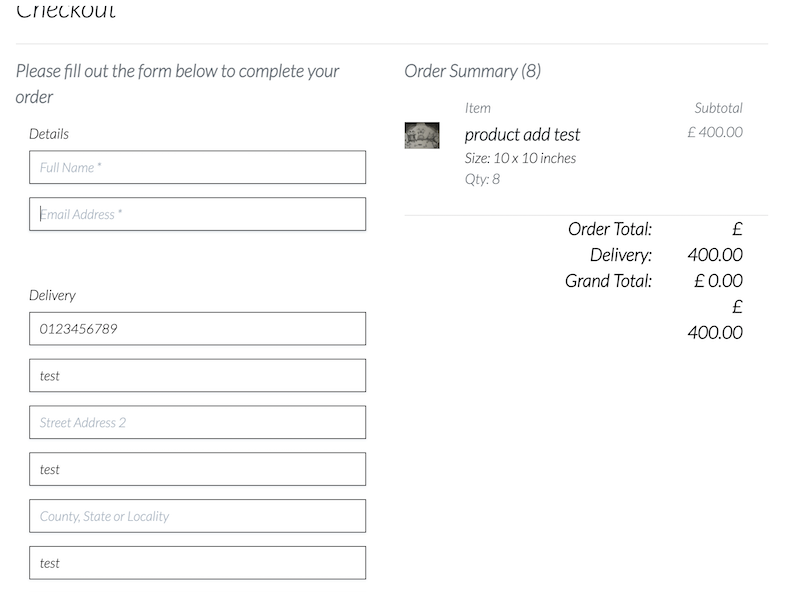 Checkout
Please fill out the form below to complete your
order
Details
Full Name *
Email Address *
Delivery
0123456789
test
Street Address 2
test
County, State or Locality
test
Order Summary (8)
Item Subtotal
product add test £ 400.00
Size: 10 x 10 inches
Qty: 8
Order Total: £
Delivery: 400.00
Grand Total: £ 0.00
£
400.00